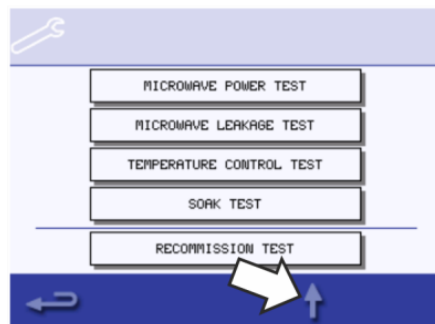 MICROWAVE POWER TEST
MICROWAVE LEAKAGE TEST
TEMPERATURE CONTROL TEST
SOAK TEST
RECOMMISSION TEST